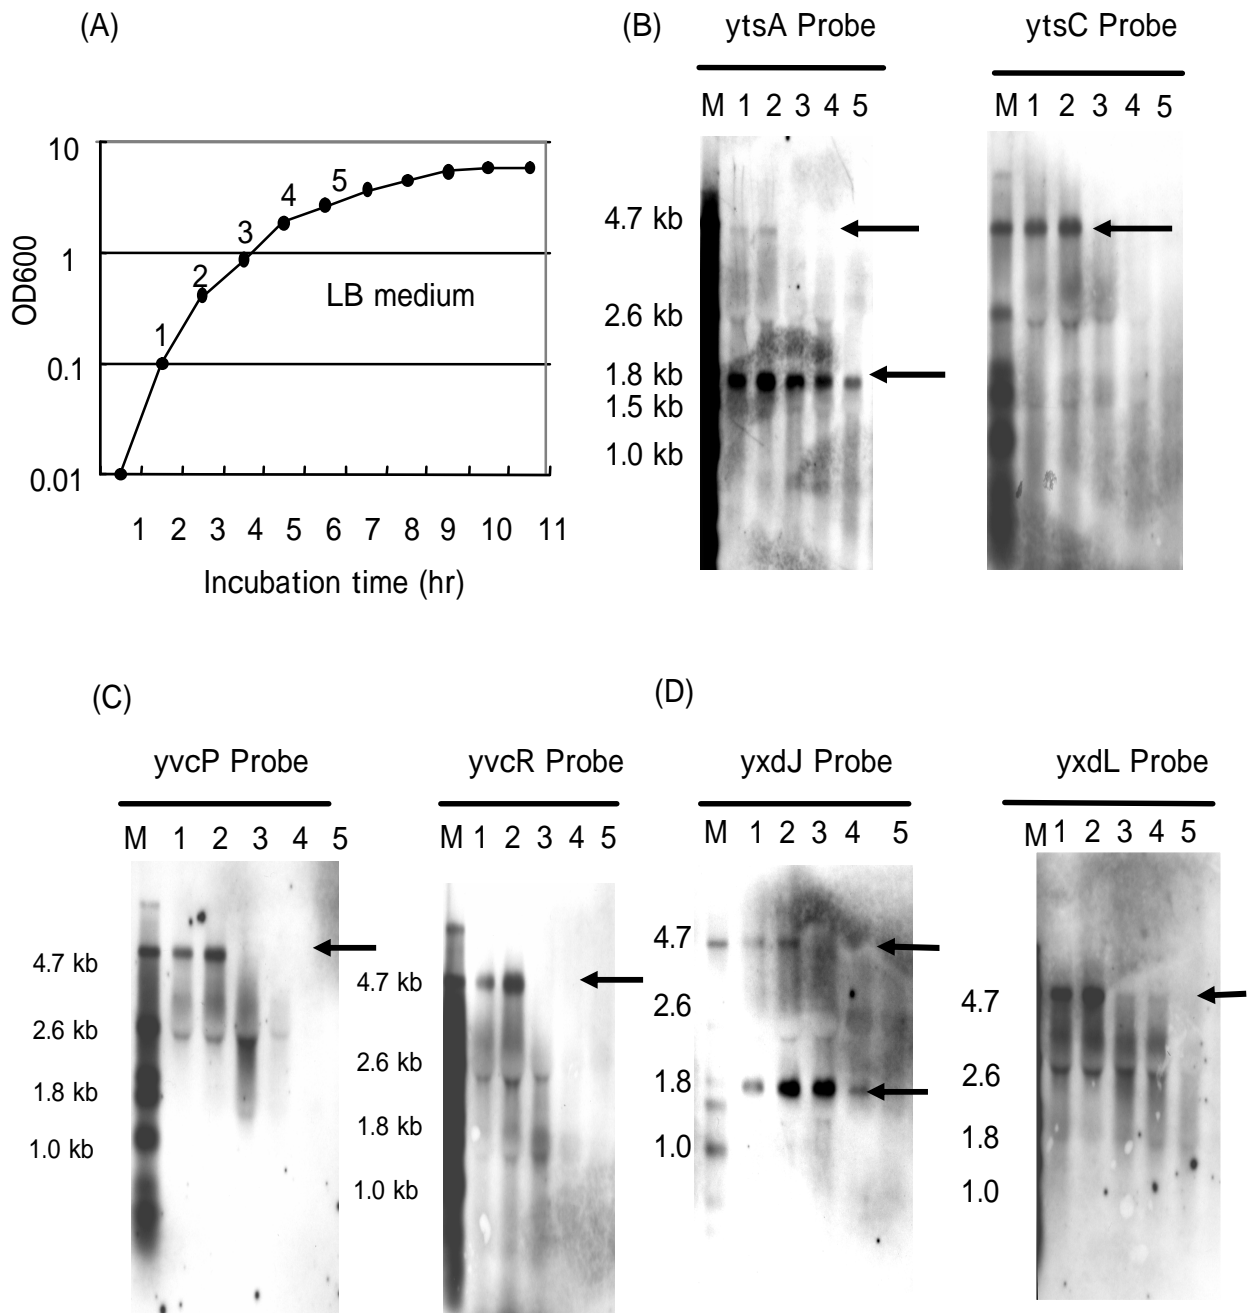 (A)
10
1
0.1
0.01
OD600
1
2
3
4
5
LB medium
1 2 3 4 5 6 7 8 9 10 11
Incubation time (hr)
(B)
ytsA Probe
M 1 2 3 4 5
4.7 kb
2.6 kb
1.8 kb
1.5 kb
1.0 kb
ytsC Probe
M 1 2 3 4 5
(C)
yvcP Probe
M 1 2 3 4 5
4.7 kb
2.6 kb
1.8 kb
1.0 kb
yvcR Probe
M 1 2 3 4 5
4.7 kb
2.6 kb
1.8 kb
1.0 kb
(D)
yxdJ Probe
M 1 2 3 4 5
4.7
2.6
1.8
1.0
yxdL Probe
M 1 2 3 4 5
4.7
2.6
1.8
1.0